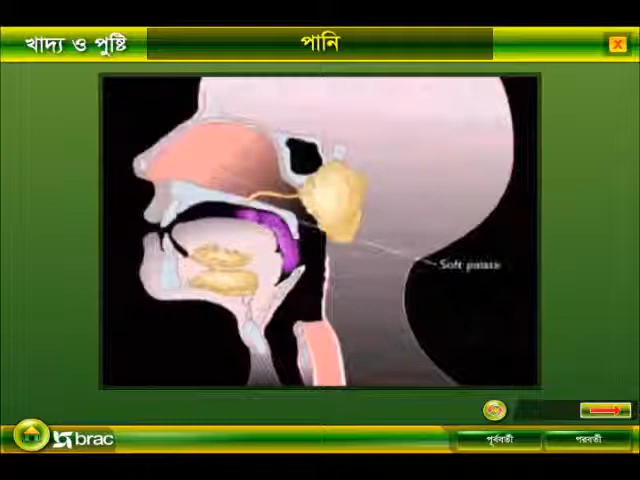 খাদ্য ও পুষ্টি
পানি
X
Soft palate
brac
পূর্ববর্তী
পরবর্তী